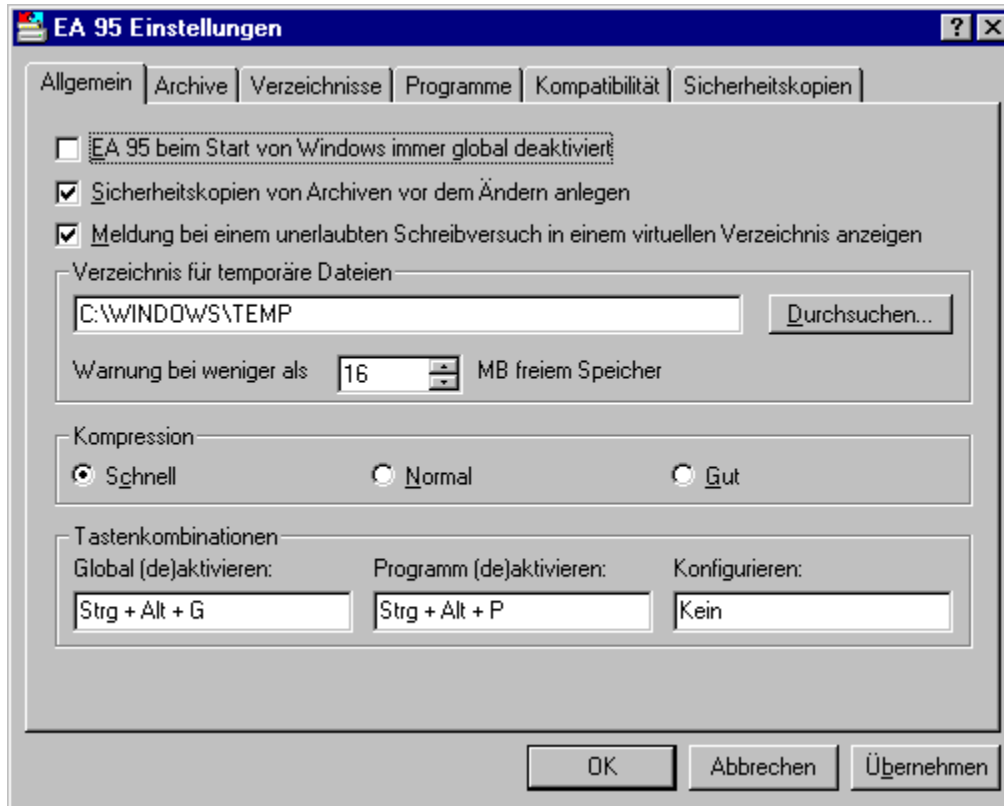 EA 95 Einstellungen
Allgemein Archive Verzeichnisse Programme Kompatibilität Sicherheitskopien
EA 95 beim Start von Windows immer global deaktiviert
Sicherheitskopien von Archiven vor dem Ändern anlegen
Meldung bei einem unerlaubten Schreibversuch in einem virtuellen Verzeichnis anzeigen
Verzeichnis für temporäre Dateien
C:\WINDOWS\TEMP Durchsuchen...
Warnung bei weniger als 16 MB freiem Speicher
Kompression
Schnell Normal Gut
Tastenkombinationen
Global (de)aktivieren: Programm (de)aktivieren: Konfigurieren:
Strg + Alt + G Strg + Alt + P Kein
OK Abbrechen Übernehmen